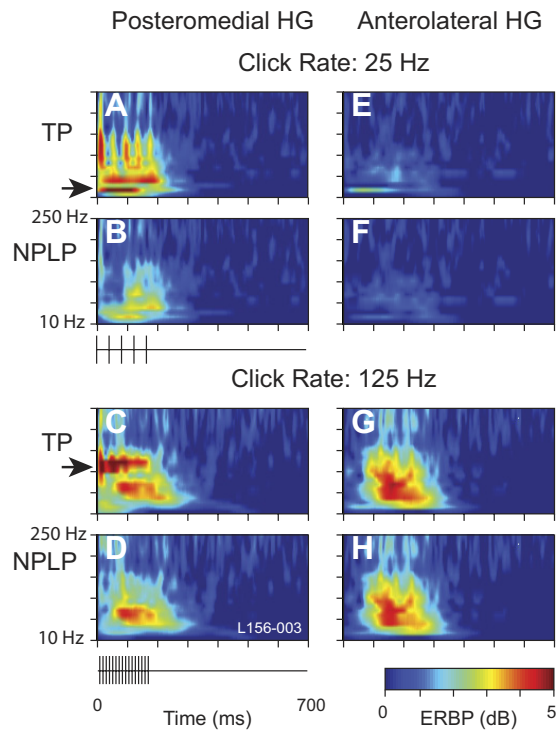 Posteromedial HG Anterolateral HG
Click Rate: 25 Hz
A E
TP
250 Hz
B F
NPLP
10 Hz
Click Rate: 125 Hz
C G
TP
250 Hz
D H
NPLP
10 Hz
L156-003
0 700
Time (ms)
0 5
ERBP (dB)